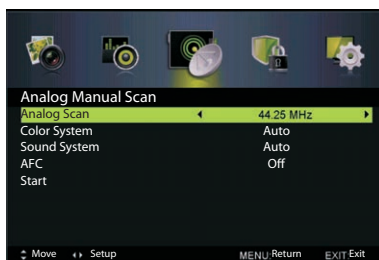 Analog Manual Scan
Analog Scan 44.25 MHz
Color System Auto
Sound System Auto
AFC Off
Start
Move Setup MENU:Return EXIT:Exit